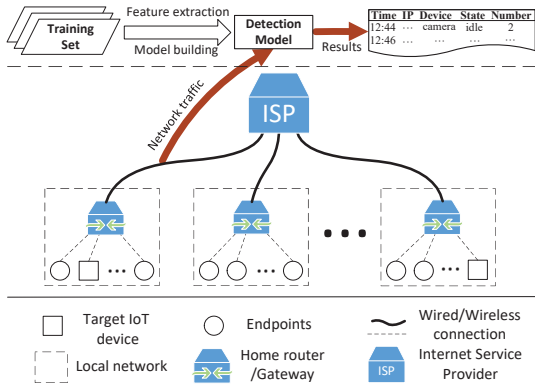 Training
Set
Feature extraction
Model building
Detection
Model
Results
Time IP Device State Number
12:44 ... camera idle 2
12:46 ... ... ... ...
Network traffic
ISP
Target IoT
device
Endpoints
Wired/Wireless
connection
Local network
Home router
/Gateway
ISP
Internet Service
Provider